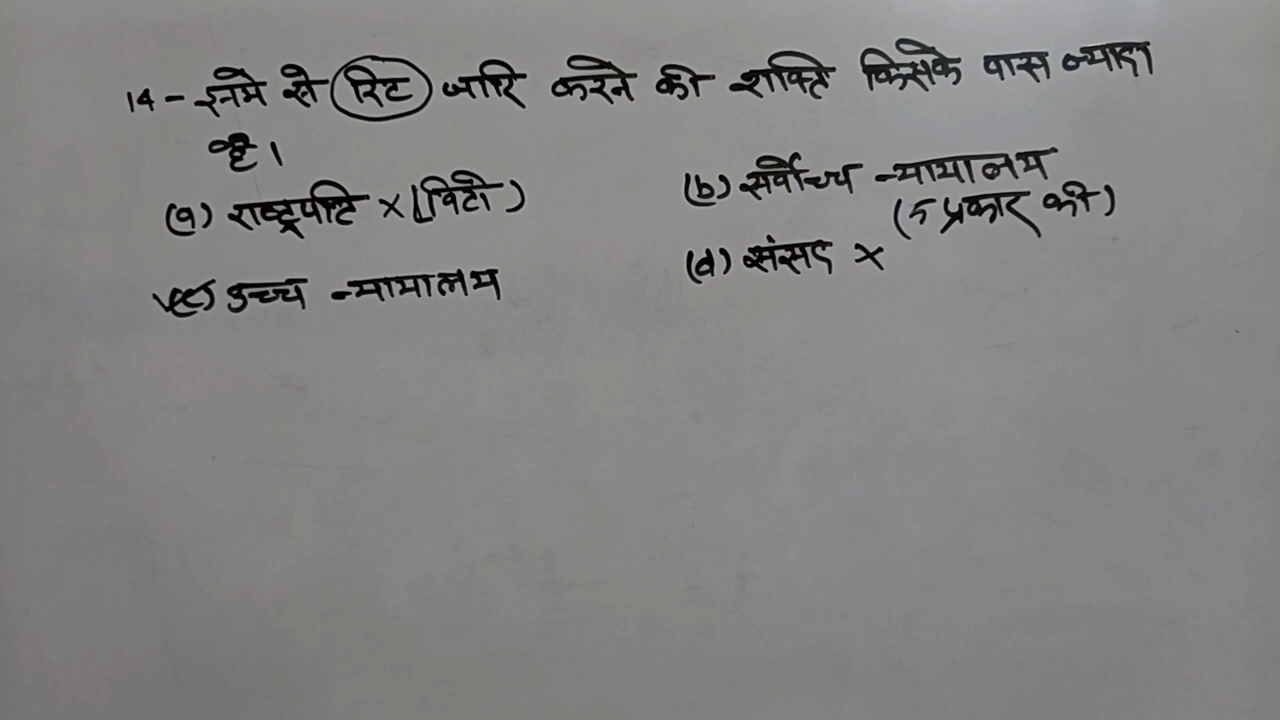 14 - इनमे से रिट जारि करने की शक्ति किसके पास ज्यादा
है।
(a) राष्ट्रपति × (विटो)
(b) सर्वोच्च न्यायालय
(5 प्रकार की)
(c) उच्च न्यायालय
(d) संसद ×